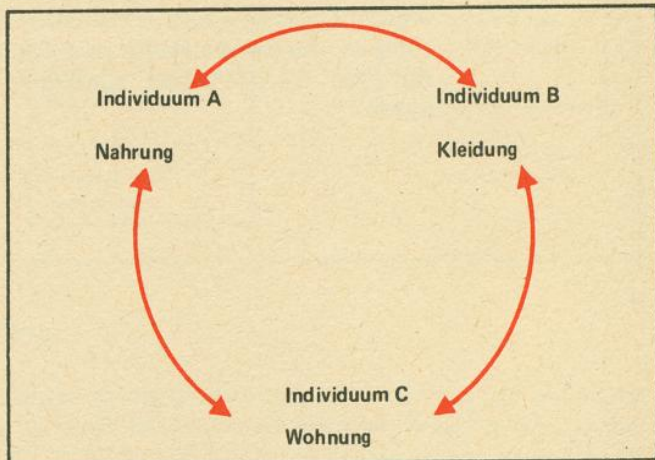 Individuum A
Individuum B
Nahrung
Kleidung
Individuum C
Wohnung